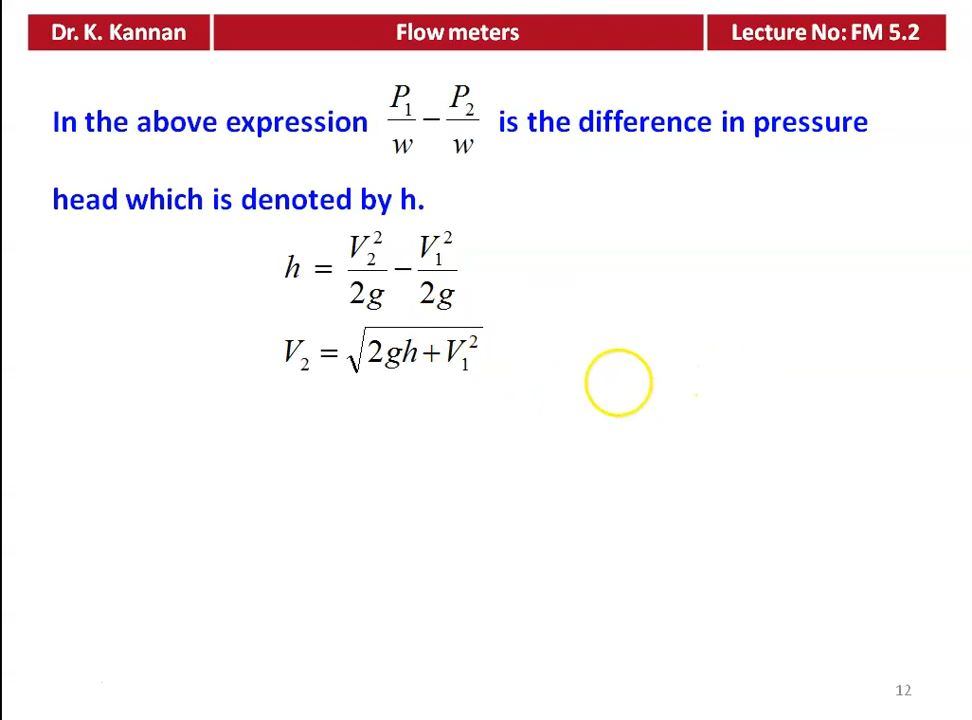 Dr. K. Kannan
Flow meters
Lecture No: FM 5.2
In the above expression P₁/w − P₂/w is the difference in pressure
head which is denoted by h.
h = V₂²/2g − V₁²/2g
V₂ = √(2gh + V₁²)
12